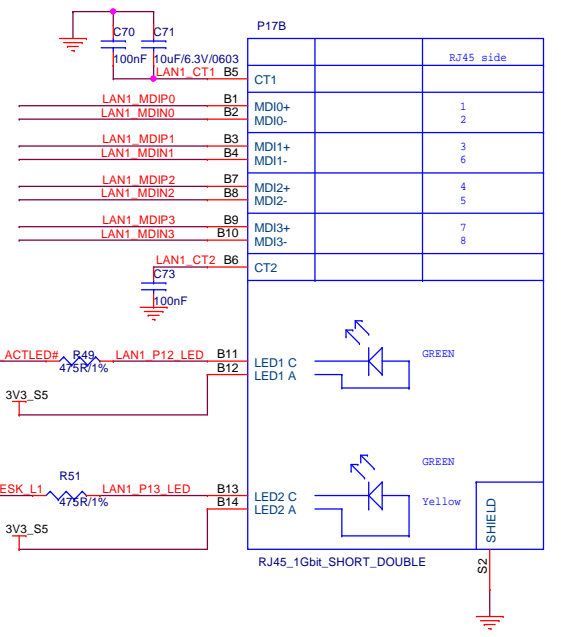 P17B
C70
C71
100nF
10uF/6.3V/0603
RJ45 side
LAN1_CT1 B5
CT1
LAN1_MDIP0 B1 MDI0+ 1
LAN1_MDIN0 B2 MDI0- 2
LAN1_MDIP1 B3 MDI1+ 3
LAN1_MDIN1 B4 MDI1- 6
LAN1_MDIP2 B7 MDI2+ 4
LAN1_MDIN2 B8 MDI2- 5
LAN1_MDIP3 B9 MDI3+ 7
LAN1_MDIN3 B10 MDI3- 8
LAN1_CT2 B6 CT2
C73
100nF
ACTLED# R49 LAN1_P12_LED B11 LED1 C GREEN
475R/1% B12 LED1 A
3V3_S5
GREEN
R51
ESK_L1 LAN1_P13_LED B13 LED2 C Yellow
475R/1% B14 LED2 A
SHIELD
3V3_S5
RJ45_1Gbit_SHORT_DOUBLE
S2